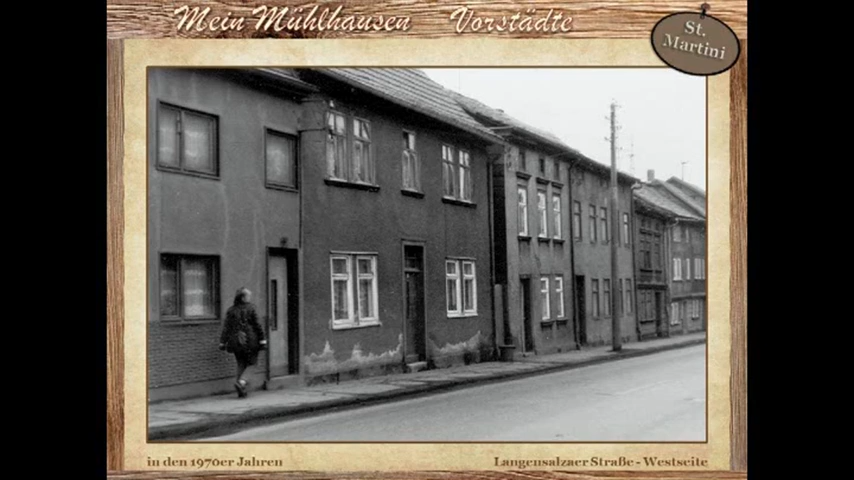 Mein Mühlhausen Vorstädte
St.
Martini
in den 1970er Jahren
Langensalzaer Straße - Westseite